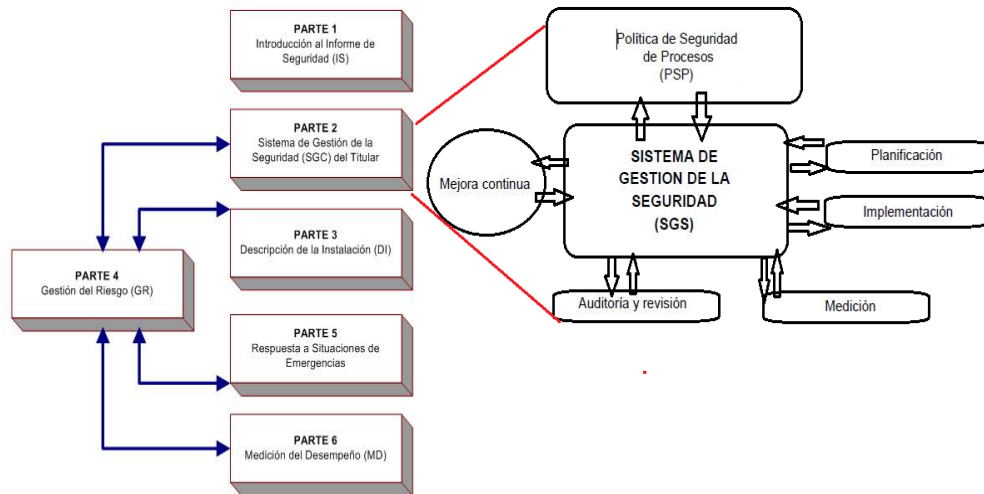 PARTE 1
Introducción al Informe de
Seguridad (IS)
PARTE 2
Sistema de Gestión de la
Seguridad (SGC) del Titular
PARTE 3
Descripción de la Instalación (DI)
PARTE 4
Gestión del Riesgo (GR)
PARTE 5
Respuesta a Situaciones de
Emergencias
PARTE 6
Medición del Desempeño (MD)
Política de Seguridad
de Procesos
(PSP)
SISTEMA DE
GESTION DE LA
SEGURIDAD
(SGS)
Mejora continua
Planificación
Implementación
Auditoría y revisión
Medición